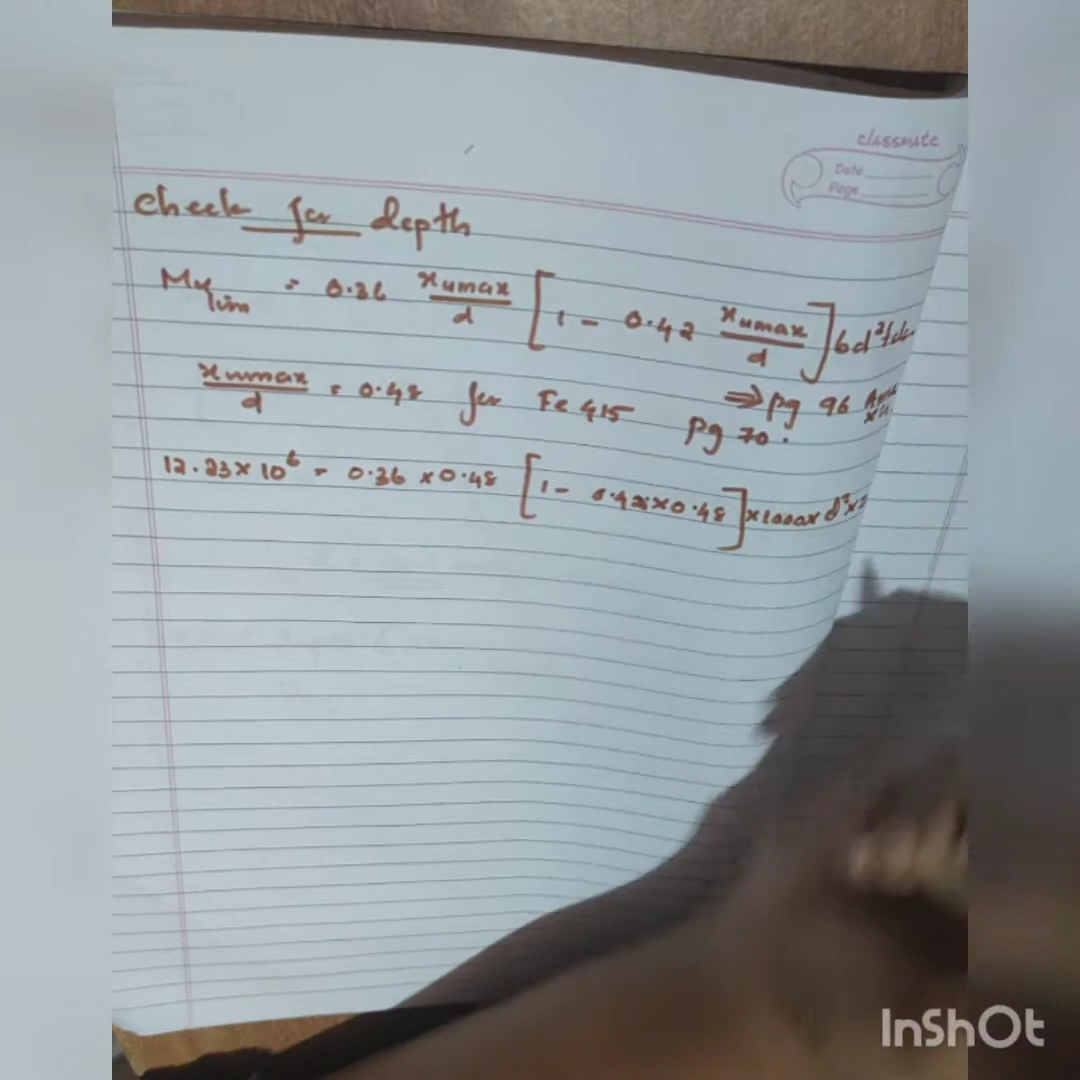 classmate
Date
Page
Check for depth
Mulim = 0.36 xumax/d [1 - 0.42 xumax/d] bd²fck
xumax/d = 0.48 for Fe 415 ⇒ pg 96
Pg 70.
12.23 × 10⁶ = 0.36 × 0.48 [1 - 0.42 × 0.48] × 1000 × d² ×
InShOt